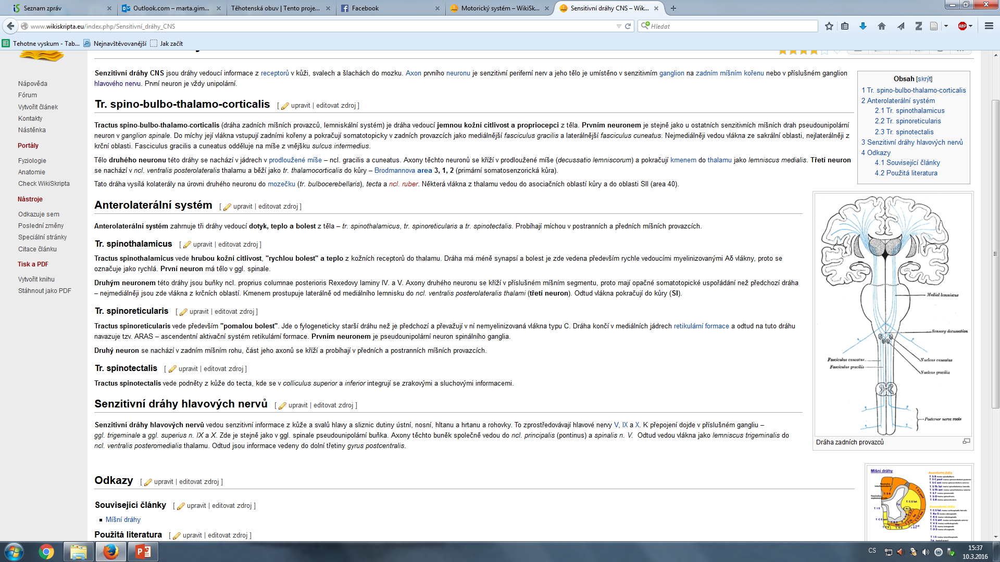 Seznam zpráv
Outlook.com – marta.gim...
Těhotenská obuv | Tento proje...
Facebook
Motorický systém – WikiSk...
Sensitivní dráhy CNS – Wik...
www.wikiskripta.eu/index.php/Sensitivní_dráhy_CNS
Hledat
Tehotne vyskum - Tab...
Nejnavštěvovanější
Jak začít
Nápověda
Fórum
Vytvořit článek
Kontakty
Nástěnka
Portály
Fyziologie
Anatomie
Check WikiSkripta
Nástroje
Odkazuje sem
Poslední změny
Speciální stránky
Citace článku
Tisk a PDF
Vytvořit knihu
Stáhnout jako PDF
Senzitivní dráhy CNS jsou dráhy vedoucí informace z receptorů v kůži, svalech a šlachách do mozku. Axon prvního neuronu je senzitivní periferní nerv a jeho tělo je umístěno v senzitivním ganglion na zadním míšním kořenu nebo v příslušném ganglion
hlavového nervu. První neuron je vždy unipolární.
Obsah [skrýt]
1 Tr. spino-bulbo-thalamo-corticalis
2 Anterolaterální systém
2.1 Tr. spinothalamicus
2.2 Tr. spinoreticularis
2.3 Tr. spinotectalis
3 Senzitivní dráhy hlavových nervů
4 Odkazy
4.1 Související články
4.2 Použitá literatura
Tr. spino-bulbo-thalamo-corticalis [ upravit | editovat zdroj ]
Tractus spino-bulbo-thalamo-corticalis (dráha zadních míšních provazců, lemniskální systém) je dráha vedoucí jemnou kožní citlivost a propriocepci z těla. Prvním neuronem je stejně jako u ostatních senzitivních míšních drah pseudounipolární
neuron v ganglion spinale. Do míchy její vlákna vstupují zadními kořeny a pokračují somatotopicky v zadních provazcích jako mediálnější fasciculus gracilis a laterálnější fasciculus cuneatus. Nejmediálněji vedou vlákna ze sakrální oblasti, nejlaterálněji z
krční oblasti. Fasciculus gracilis a cuneatus odděluje na míše z vnějšku sulcus intermedius.
Tělo druhého neuronu této dráhy se nachází v jádrech v prodloužené míše – ncl. gracilis a cuneatus. Axony těchto neuronů se kříží v prodloužené míše (decussatio lemniscorum) a pokračují kmenem do thalamu jako lemniscus medialis. Třetí neuron
se nachází v ncl. ventralis posterolateralis thalamu a běží jako tr. thalamocorticalis do kůry – Brodmannova area 3, 1, 2 (primární somatosenzorická kůra).
Tato dráha vysílá kolaterály na úrovni druhého neuronu do mozečku (tr. bulbocerebellaris), tecta a ncl. ruber. Některá vlákna z thalamu vedou do asociačních oblastí kůry a do oblasti SII (area 40).
Anterolaterální systém [ upravit | editovat zdroj ]
Anterolaterální systém zahrnuje tři dráhy vedoucí dotyk, teplo a bolest z těla – tr. spinothalamicus, tr. spinoreticularis a tr. spinotectalis. Probíhají míchou v postranních a předních míšních provazcích.
Tr. spinothalamicus [ upravit | editovat zdroj ]
Tractus spinothalamicus vede hrubou kožní citlivost, "rychlou bolest" a teplo z kožních receptorů do thalamu. Dráha má méně synapsí a bolest je zde vedena především rychle vedoucími myelinizovanými Aδ vlákny, proto se
označuje jako rychlá. První neuron má tělo v ggl. spinale.
Druhým neuronem této dráhy jsou buňky ncl. proprius columnae posterioris Rexedovy laminy IV. a V. Axony druhého neuronu se kříží v příslušném míšním segmentu, proto mají opačné somatotopické uspořádání než předchozí dráha
– nejmediálněji jsou zde vlákna z krčních oblastí. Kmenem prostupuje laterálně od mediálního lemnisku do ncl. ventralis posterolateralis thalami (třetí neuron). Odtud vlákna pokračují do kůry (SI).
Tr. spinoreticularis [ upravit | editovat zdroj ]
Tractus spinoreticularis vede především "pomalou bolest". Jde o fylogeneticky starší dráhu než je předchozí a převažují v ní nemyelinizovaná vlákna typu C. Dráha končí v mediálních jádrech retikulární formace a odtud na tuto dráhu
navazuje tzv. ARAS – ascendentní aktivační systém retikulární formace. Prvním neuronem je pseudounipolární neuron spinálního ganglia.
Druhý neuron se nachází v zadním míšním rohu, část jeho axonů se kříží a probíhají v předních a postranních míšních provazcích.
Tr. spinotectalis [ upravit | editovat zdroj ]
Tractus spinotectalis vede podněty z kůže do tecta, kde se v colliculus superior a inferior integrují se zrakovými a sluchovými informacemi.
Senzitivní dráhy hlavových nervů [ upravit | editovat zdroj ]
Senzitivní dráhy hlavových nervů vedou senzitivní informace z kůže a svalů hlavy a sliznic dutiny ústní, nosní, hltanu a hrtanu a rohovky. To zprostředovávají hlavové nervy V, IX a X. K přepojení dojde v příslušném gangliu –
ggl. trigeminale a ggl. superius n. IX a X. Zde je stejně jako v ggl. spinale pseudounipolární buňka. Axony těchto buněk společně vedou do ncl. principalis (pontinus) a spinalis n. V. Odtud vedou vlákna jako lemniscus trigeminalis do
ncl. ventralis posteromedialis thalamu. Odtud jsou informace vedeny do dolní třetiny gyrus postcentralis.
Odkazy [ upravit | editovat zdroj ]
Související články [ upravit | editovat zdroj ]
Míšní dráhy
Použitá literatura [ upravit | editovat zdroj ]
Medial lemniscus
Sensory decussation
Fasciculus cuneatus
Fasciculus gracilis
Nucleus cuneatus
Nucleus gracilis
Posterior nerve roots
Dráha zadních provazců
Míšní dráhy
CS
15:37
10.3.2016